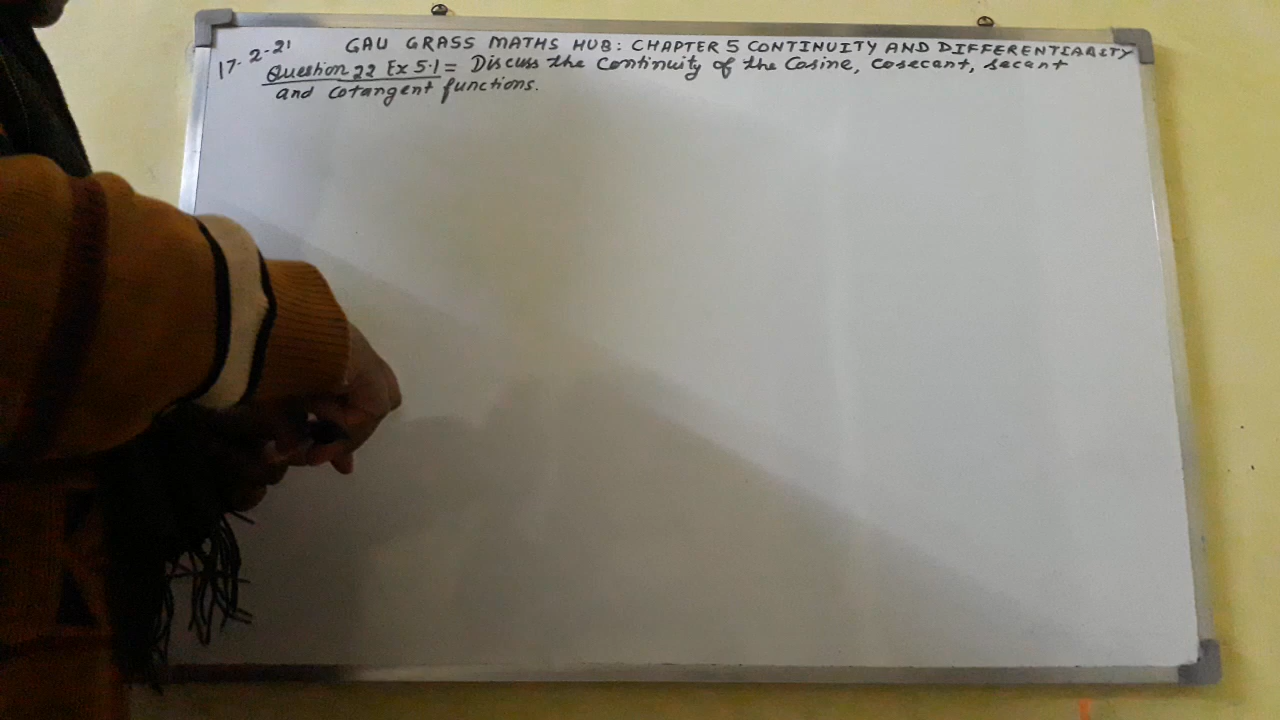 17-2-21
GAU GRASS MATHS HUB: CHAPTER 5 CONTINUITY AND DIFFERENTIABILTY
Question 22 Ex 5.1 = Discuss the Continuity of the Cosine, cosecant, secant
and cotangent functions.